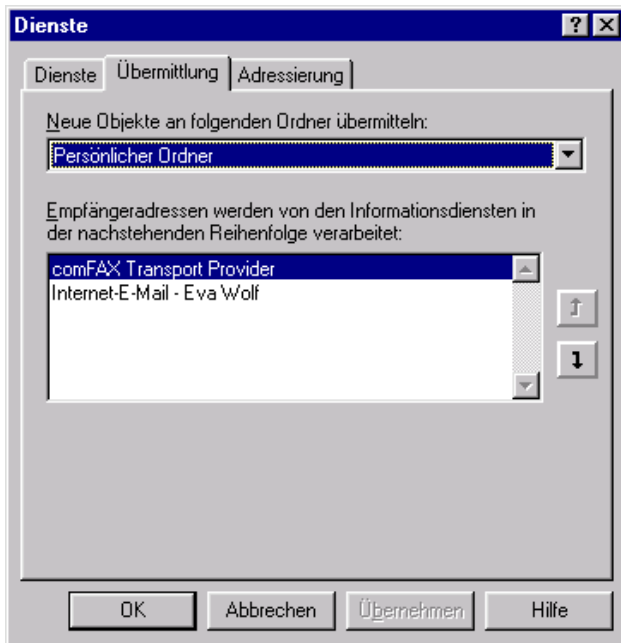 Dienste
Dienste Übermittlung Adressierung
Neue Objekte an folgenden Ordner übermitteln:
Persönlicher Ordner
Empfängeradressen werden von den Informationsdiensten in
der nachstehenden Reihenfolge verarbeitet:
comFAX Transport Provider
Internet-E-Mail - Eva Wolf
OK Abbrechen Übernehmen Hilfe